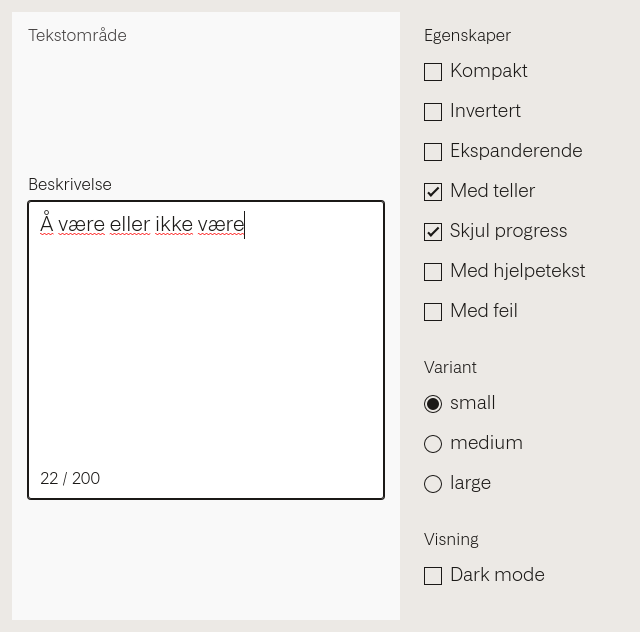 Tekstområde
Beskrivelse
Å være eller ikke være
22 / 200
Egenskaper
Kompakt
Invertert
Ekspanderende
Med teller
Skjul progress
Med hjelpetekst
Med feil
Variant
small
medium
large
Visning
Dark mode